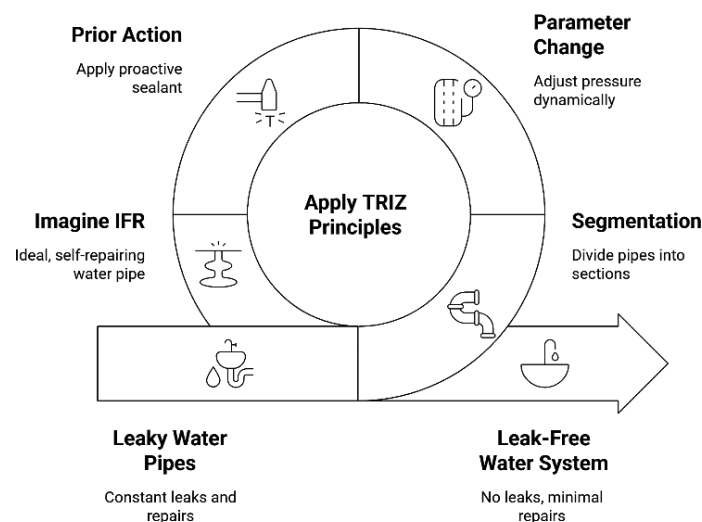 Prior Action
Apply proactive
sealant
Parameter
Change
Adjust pressure
dynamically
Apply TRIZ
Principles
Imagine IFR
Ideal, self-repairing
water pipe
Segmentation
Divide pipes into
sections
Leaky Water
Pipes
Constant leaks and
repairs
Leak-Free
Water System
No leaks, minimal
repairs